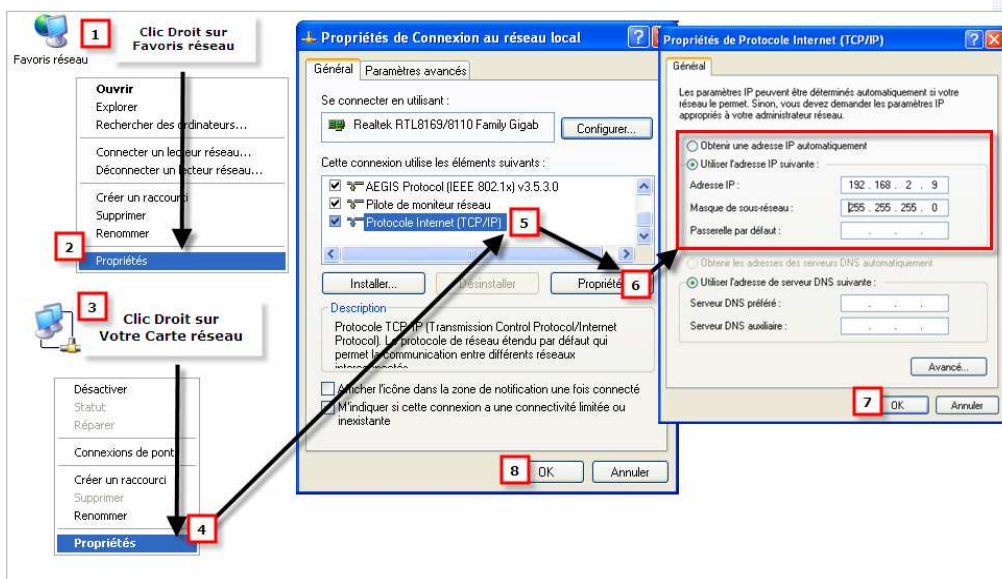 1
Clic Droit sur
Favoris réseau
Favoris réseau
Ouvrir
Explorer
Rechercher des ordinateurs...
Connecter un lecteur réseau...
Déconnecter un lecteur réseau...
Créer un raccourci
Supprimer
Renommer
2
Propriétés
3
Clic Droit sur
Votre Carte réseau
Désactiver
Statut
Réparer
Connexions de pont
Créer un raccourci
Supprimer
Renommer
4
Propriétés
Propriétés de Connexion au réseau local
Général
Paramètres avancés
Se connecter en utilisant :
Realtek RTL8169/8110 Family Gigab
Configurer...
Cette connexion utilise les éléments suivants :
AEGIS Protocol (IEEE 802.1x) v3.5.3.0
Pilote de moniteur réseau
Protocole Internet (TCP/IP)
5
Installer...
Désinstaller
Propriété
6
Description
Protocole TCP/IP (Transmission Control Protocol/Internet
Protocol). Le protocole de réseau étendu par défaut qui
permet la communication entre différents réseaux
interconnectés
Afficher l'icône dans la zone de notification une fois connecté
M'indiquer si cette connexion a une connectivité limitée ou
inexistante
8
OK
Annuler
Propriétés de Protocole Internet (TCP/IP)
Général
Les paramètres IP peuvent être déterminés automatiquement si votre
réseau le permet. Sinon, vous devez demander les paramètres IP
appropriés à votre administrateur réseau.
Obtenir une adresse IP automatiquement
Utiliser l'adresse IP suivante :
Adresse IP : 192 . 168 . 2 . 9
Masque de sous-réseau : 255 . 255 . 255 . 0
Passerelle par défaut : . . .
Obtenir les adresses des serveurs DNS automatiquement
Utiliser l'adresse de serveur DNS suivante :
Serveur DNS préféré : . . .
Serveur DNS auxiliaire : . . .
Avancé...
7
OK
Annuler